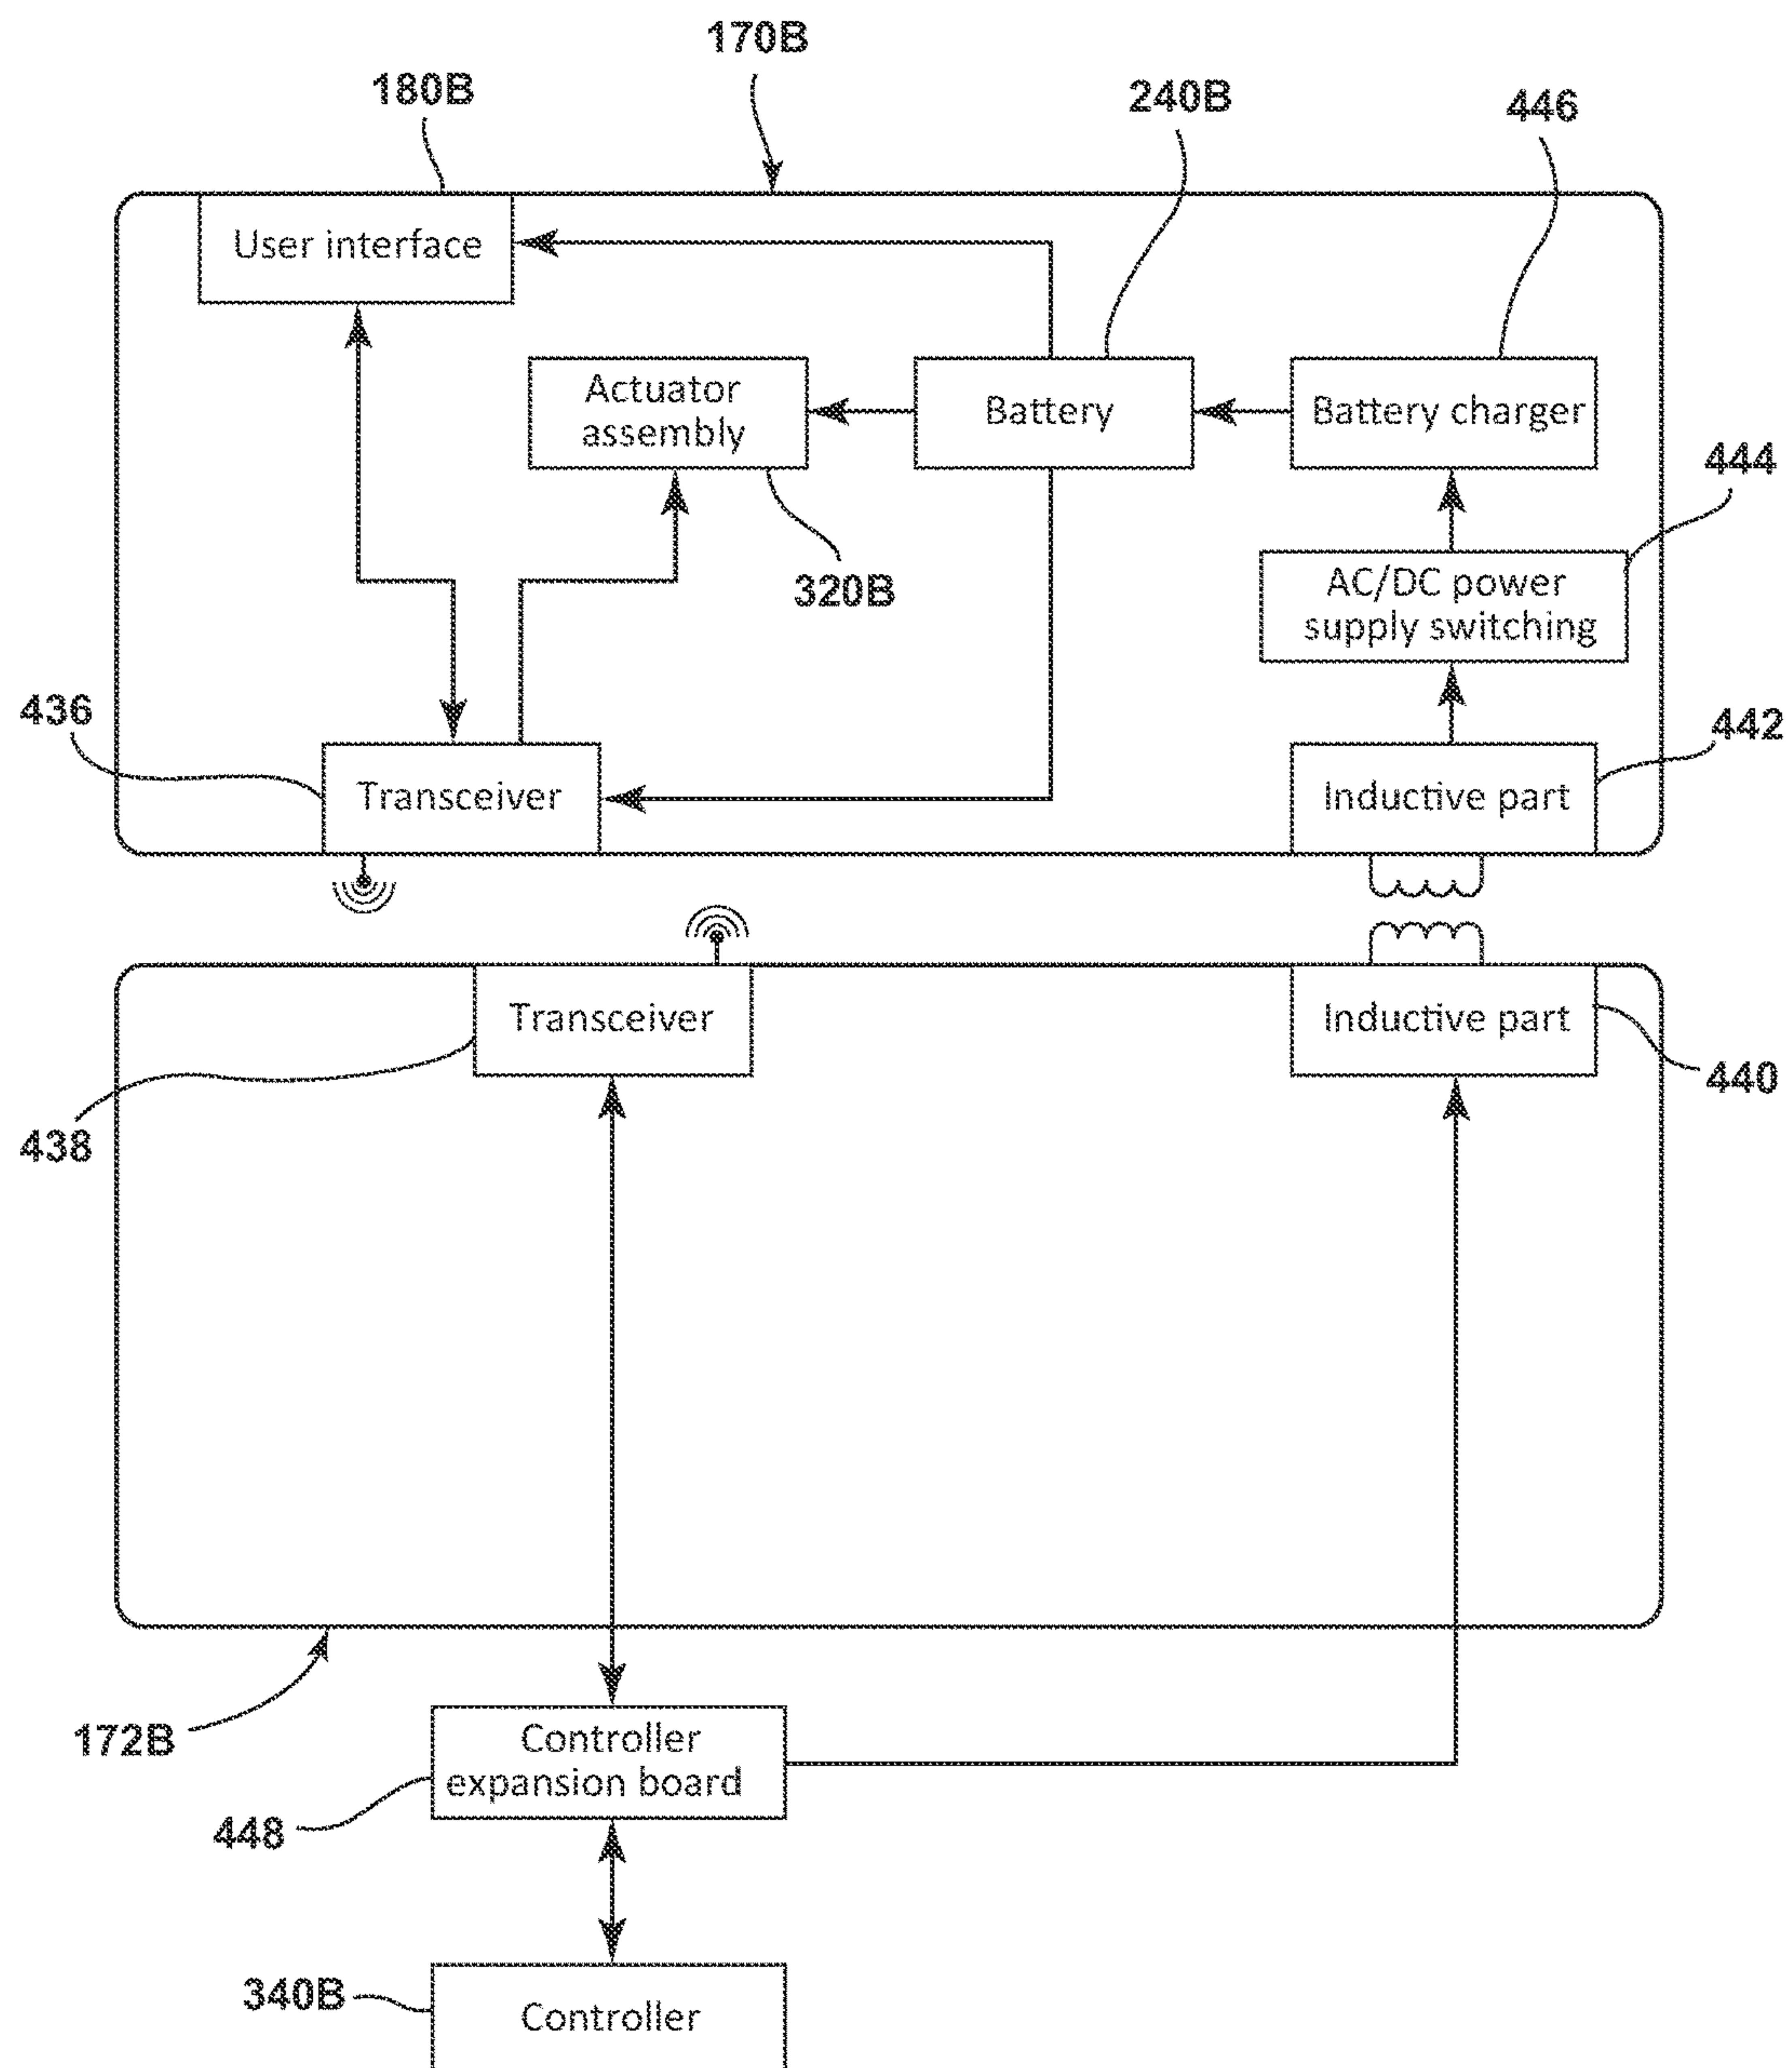 170B
180B
240B
446
User interface
Actuator
assembly
Battery
Battery charger
444
320B
AC/DC power
supply switching
436
442
Transceiver
Inductive part
Transceiver
Inductive part
440
438
172B
Controller
expansion board
448
340B
Controller